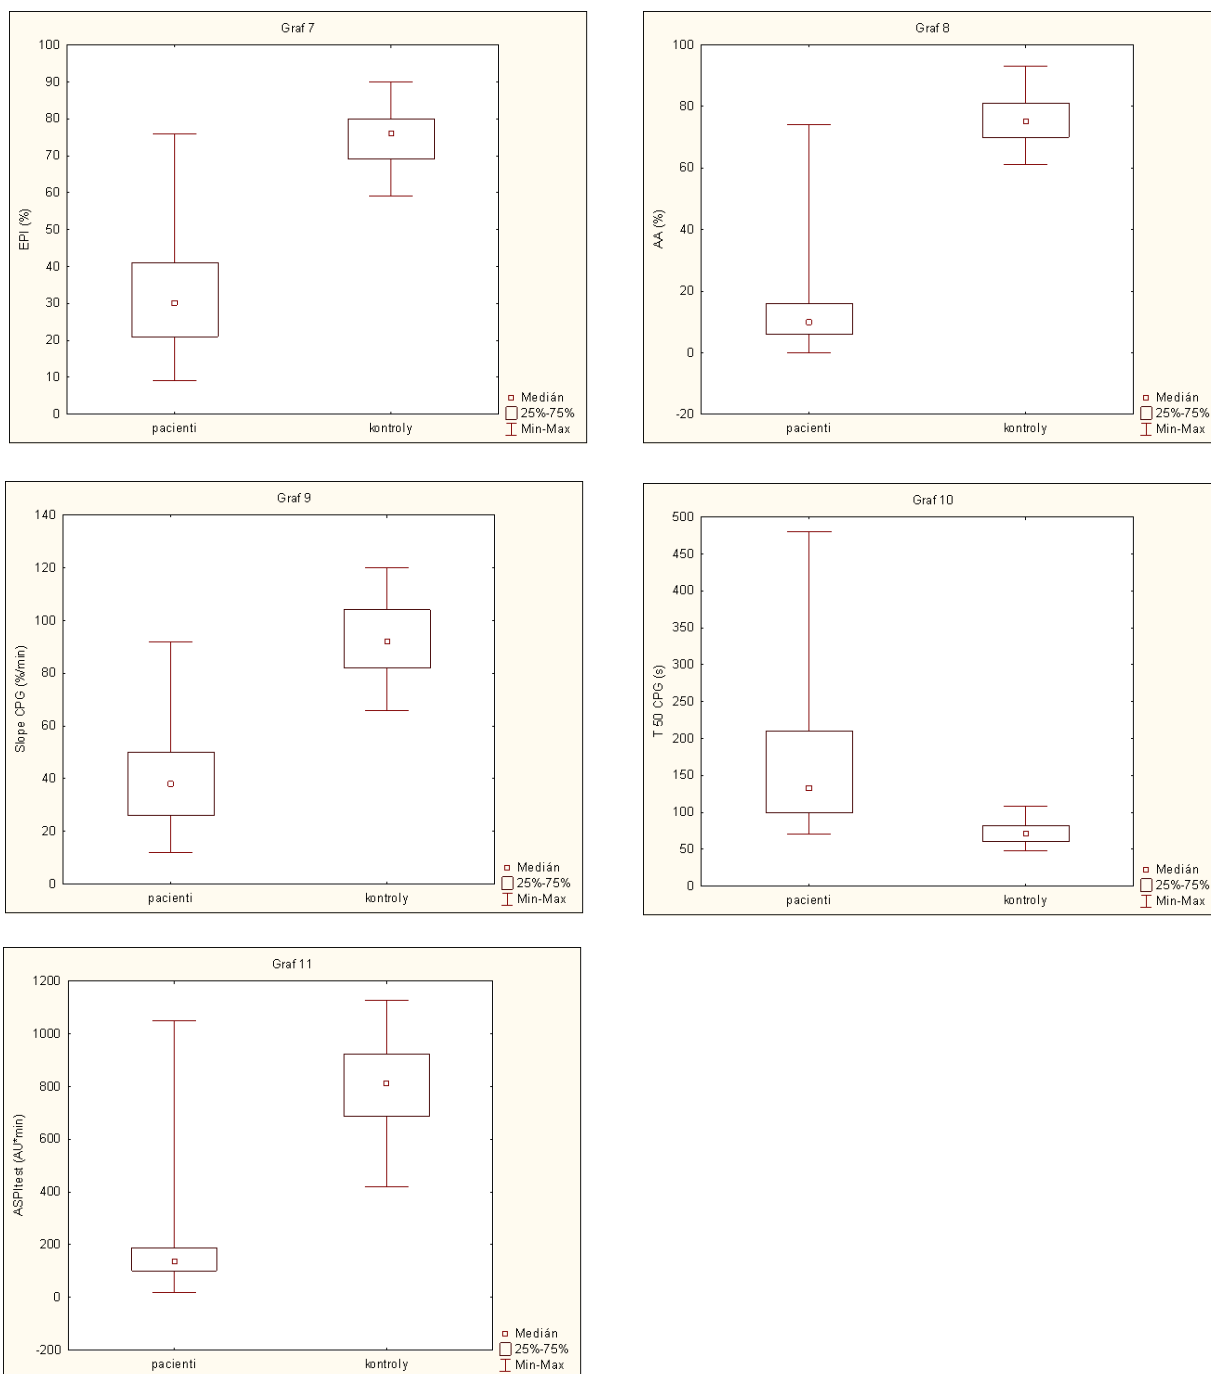 Graf 7
100
90
80
70
60
50
40
30
20
10
0
EPI (%)
pacienti
kontroly
Medián
25%-75%
Min-Max
Graf 8
100
80
60
40
20
0
-20
AA (%)
pacienti
kontroly
Medián
25%-75%
Min-Max
Graf 9
140
120
100
80
60
40
20
0
Slope CPG (%/min)
pacienti
kontroly
Medián
25%-75%
Min-Max
Graf 10
500
450
400
350
300
250
200
150
100
50
0
T 50 CPG (s)
pacienti
kontroly
Medián
25%-75%
Min-Max
Graf 11
1200
1000
800
600
400
200
0
-200
ASPItest (AU*min)
pacienti
kontroly
Medián
25%-75%
Min-Max